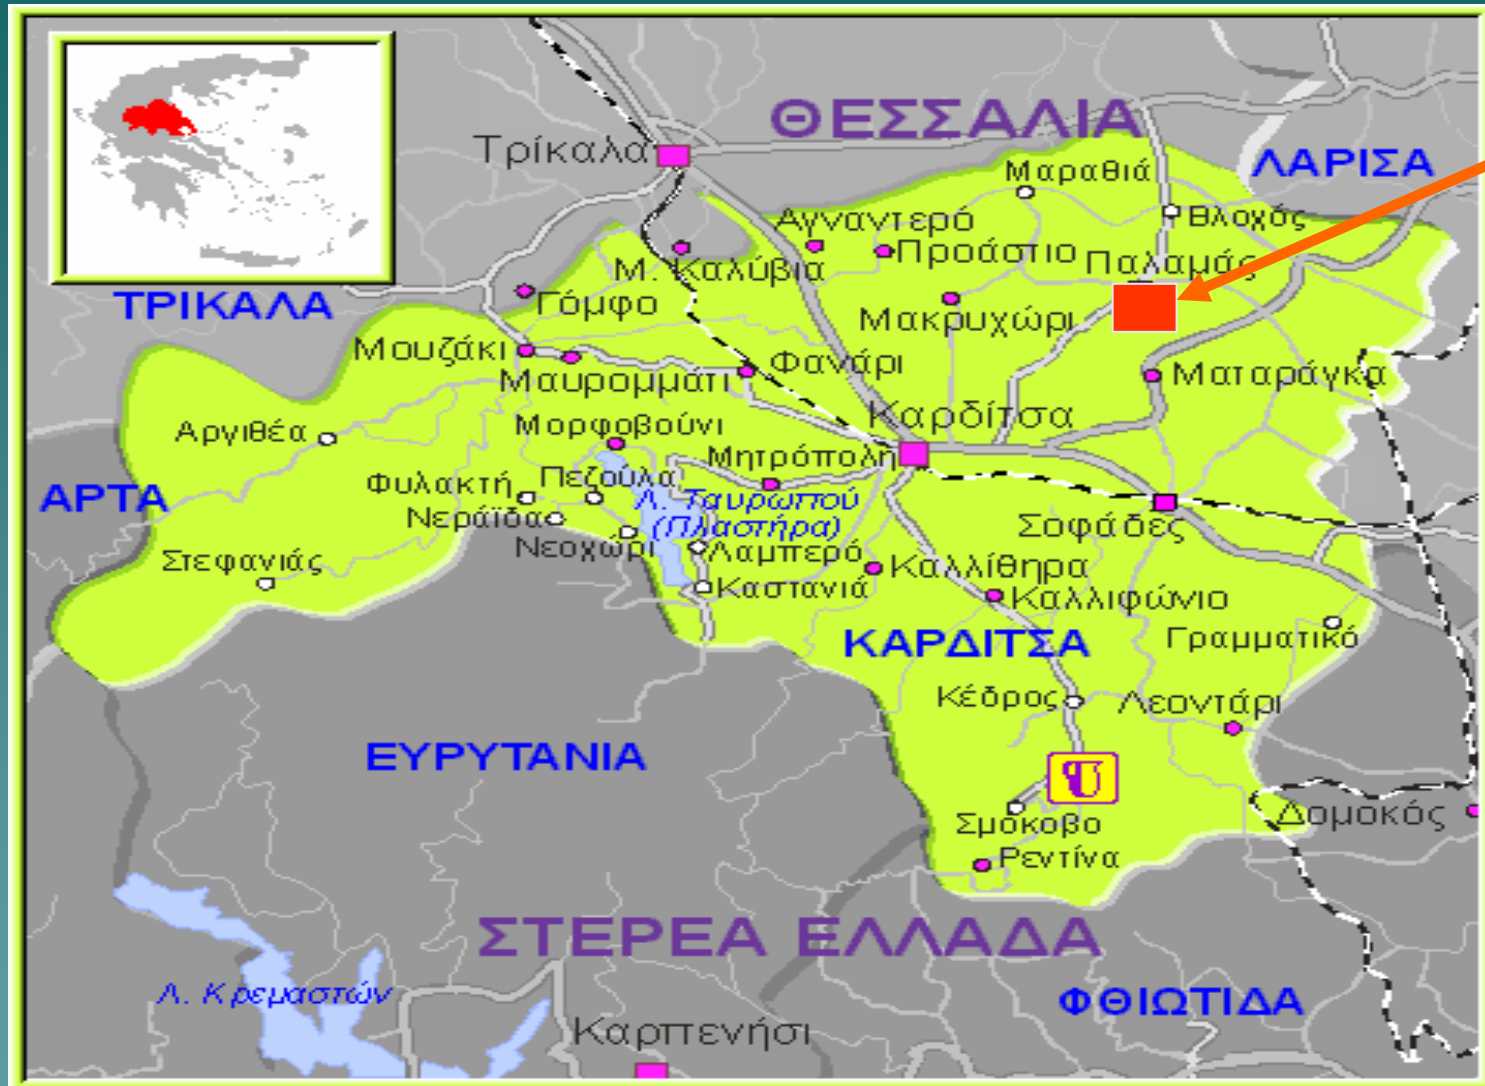 ΘΕΣΣΑΛΙΑ
Τρίκαλα
ΛΑΡΙΣΑ
Μαραθιά
Αγναντερό
Βλοχός
Προάστιο
Παλαμάς
Μ. Καλύβια
Γόμφο
ΤΡΙΚΑΛΑ
Μακρυχώρι
Μουζάκι
Φανάρι
Μαυρομμάτι
Ματαράγκα
Καρδίτσα
Μορφοβούνι
Αργιθέα
Μητρόπολη
Πεζούλα
Φυλακτή
ΑΡΤΑ
Λ. Ταυρωπού
(Πλαστήρα)
Νεράϊδα
Σοφάδες
Νεοχώρι
Λαμπερό
Στεφανιάς
Καλλίθηρα
Καστανιά
Καλλιφώνιο
Γραμματικό
ΚΑΡΔΙΤΣΑ
Κέδρος
Λεοντάρι
ΕΥΡΥΤΑΝΙΑ
Σμόκοβο
Δομοκός
Ρεντίνα
ΣΤΕΡΕΑ ΕΛΛΑΔΑ
Λ. Κρεμαστών
ΦΘΙΩΤΙΔΑ
Καρπενήσι